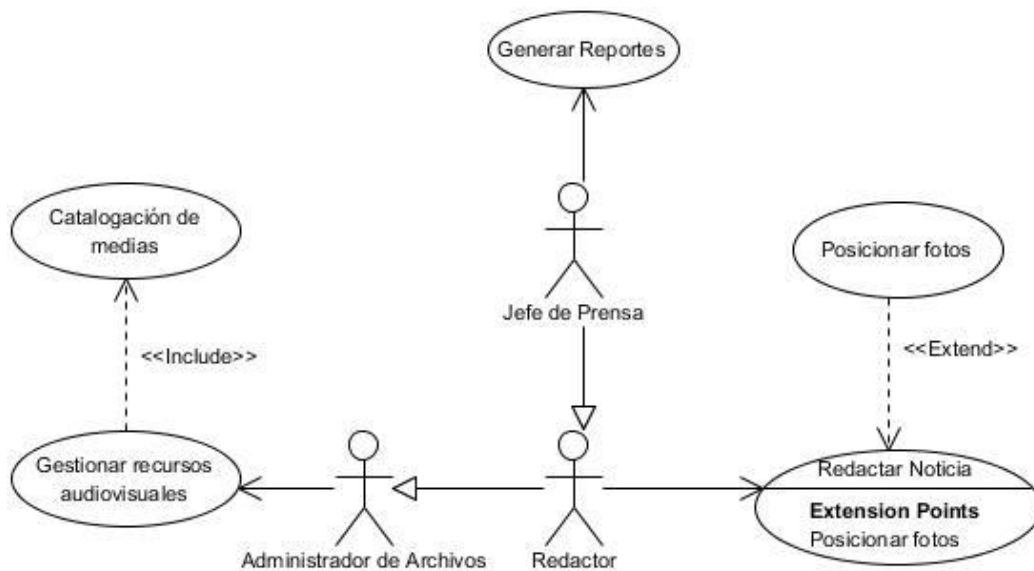 Generar Reportes
Catalogación de
medias
Posicionar fotos
Jefe de Prensa
<<Include>>
<<Extend>>
Gestionar recursos
audiovisuales
Redactar Noticia
Extension Points
Posicionar fotos
Administrador de Archivos
Redactor